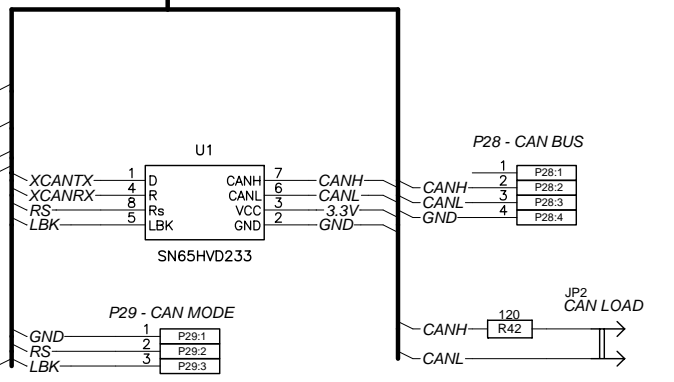 U1
XCANTX 1 D CANH 7 CANH
XCANRX 4 R CANL 6 CANL
RS 8 Rs VCC 3 3.3V
LBK 5 LBK GND 2 GND
SN65HVD233
P28 - CAN BUS
1 P28:1
CANH 2 P28:2
CANL 3 P28:3
GND 4 P28:4
P29 - CAN MODE
GND 1 P29:1
RS 2 P29:2
LBK 3 P29:3
JP2
CAN LOAD
120
CANH R42
CANL